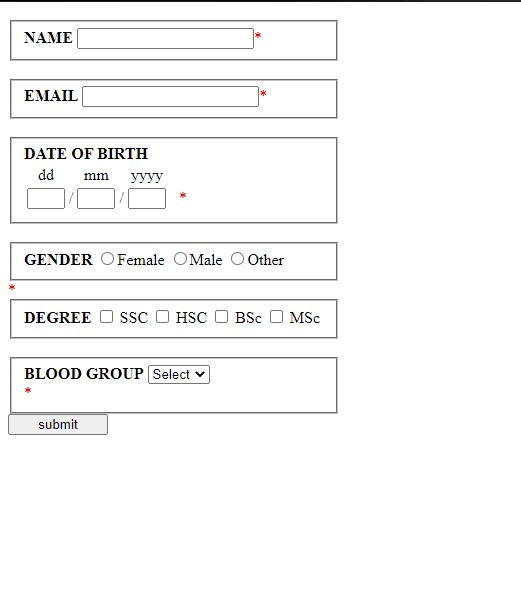 NAME *
EMAIL *
DATE OF BIRTH
dd mm yyyy
/ / *
GENDER Female Male Other
*
DEGREE SSC HSC BSc MSc
BLOOD GROUP Select
*
submit